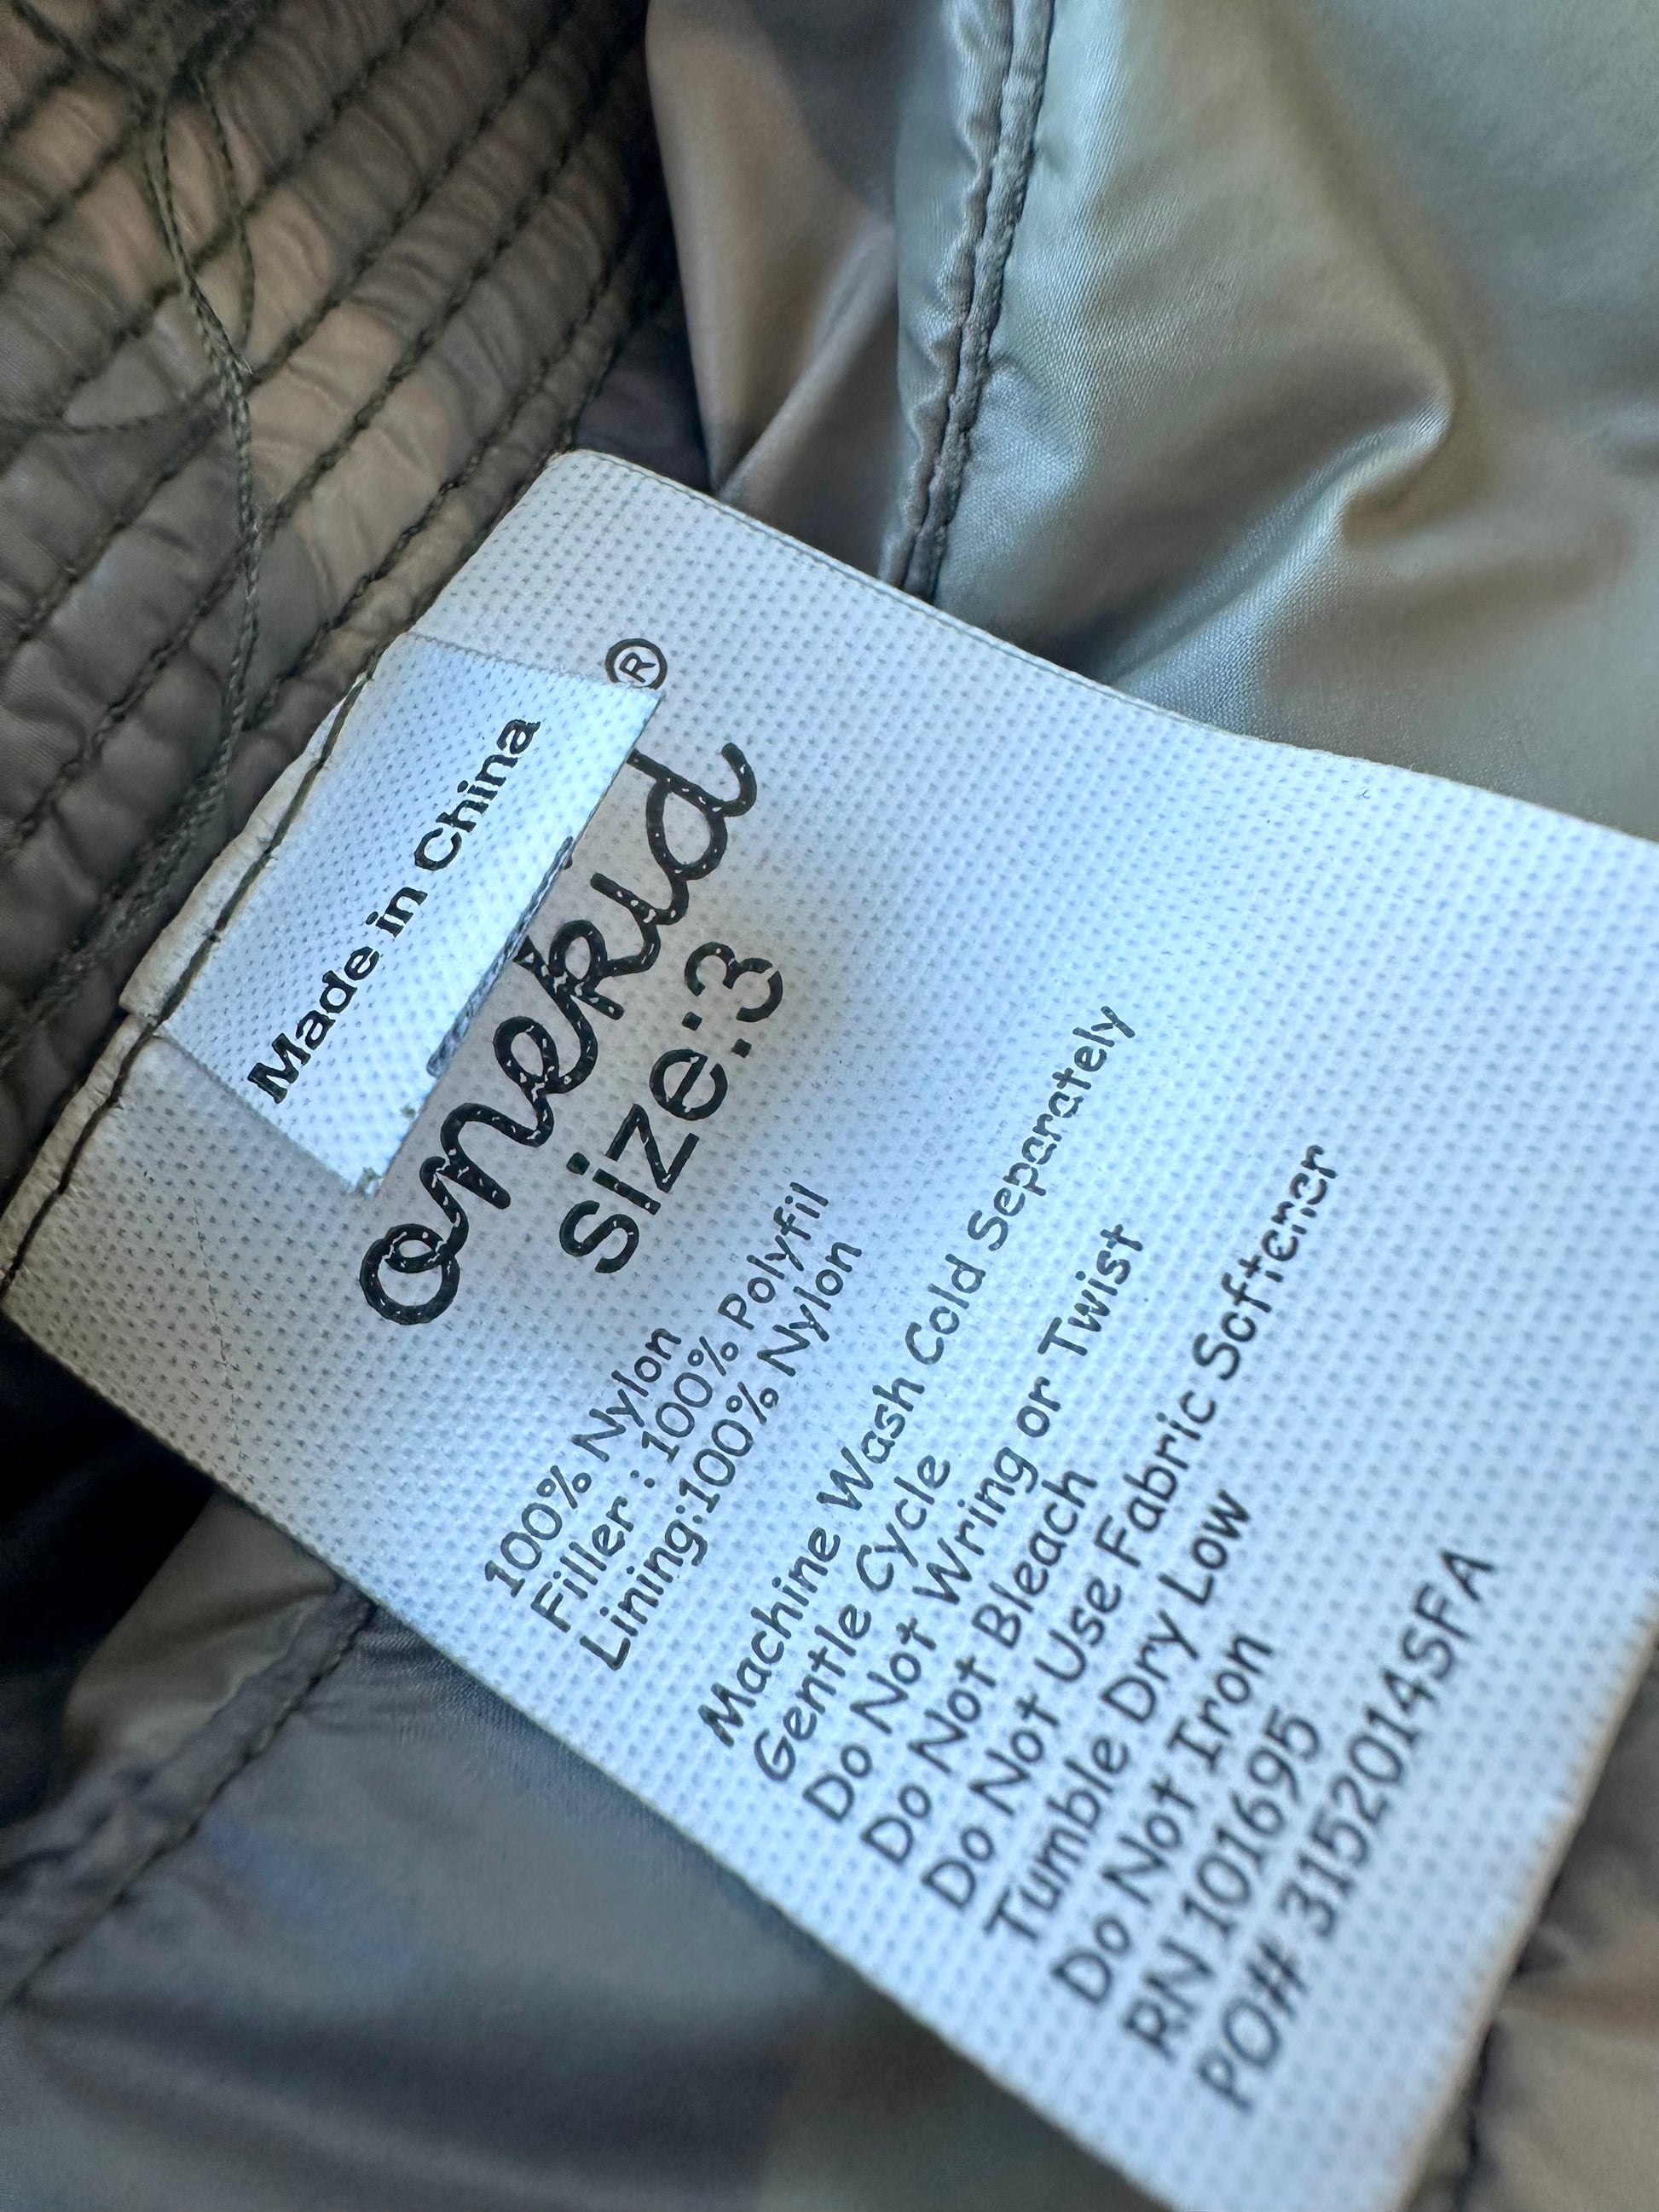 Made in China
onekid®
size:3
100% Nylon
Filler : 100% Polyfil
Lining:100% Nylon
Machine Wash Cold Separately
Gentle Cycle
Do Not Wring or Twist
Do Not Bleach
Do Not Use Fabric Softener
Tumble Dry Low
Do Not Iron
RN 101695
PO# 3152014SFA